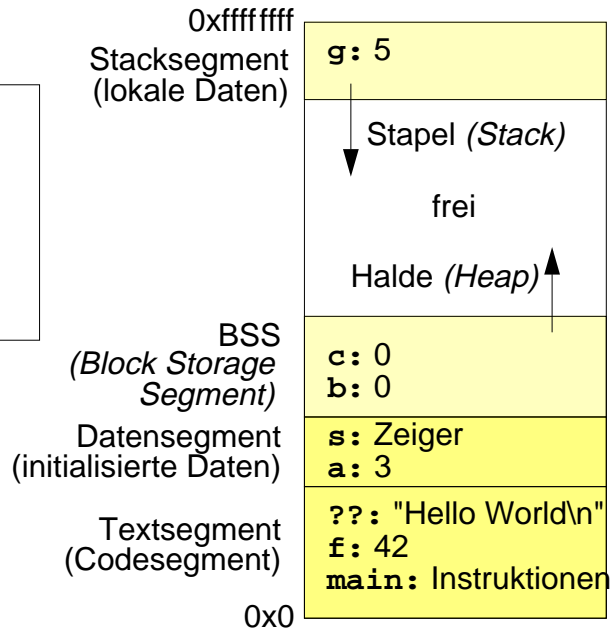 0xffffffff
Stacksegment
(lokale Daten)
g: 5
Stapel (Stack)
frei
Halde (Heap)
BSS
(Block Storage
Segment)
c: 0
b: 0
Datensegment
(initialisierte Daten)
s: Zeiger
a: 3
Textsegment
(Codesegment)
??: "Hello World\n"
f: 42
main: Instruktionen
0x0